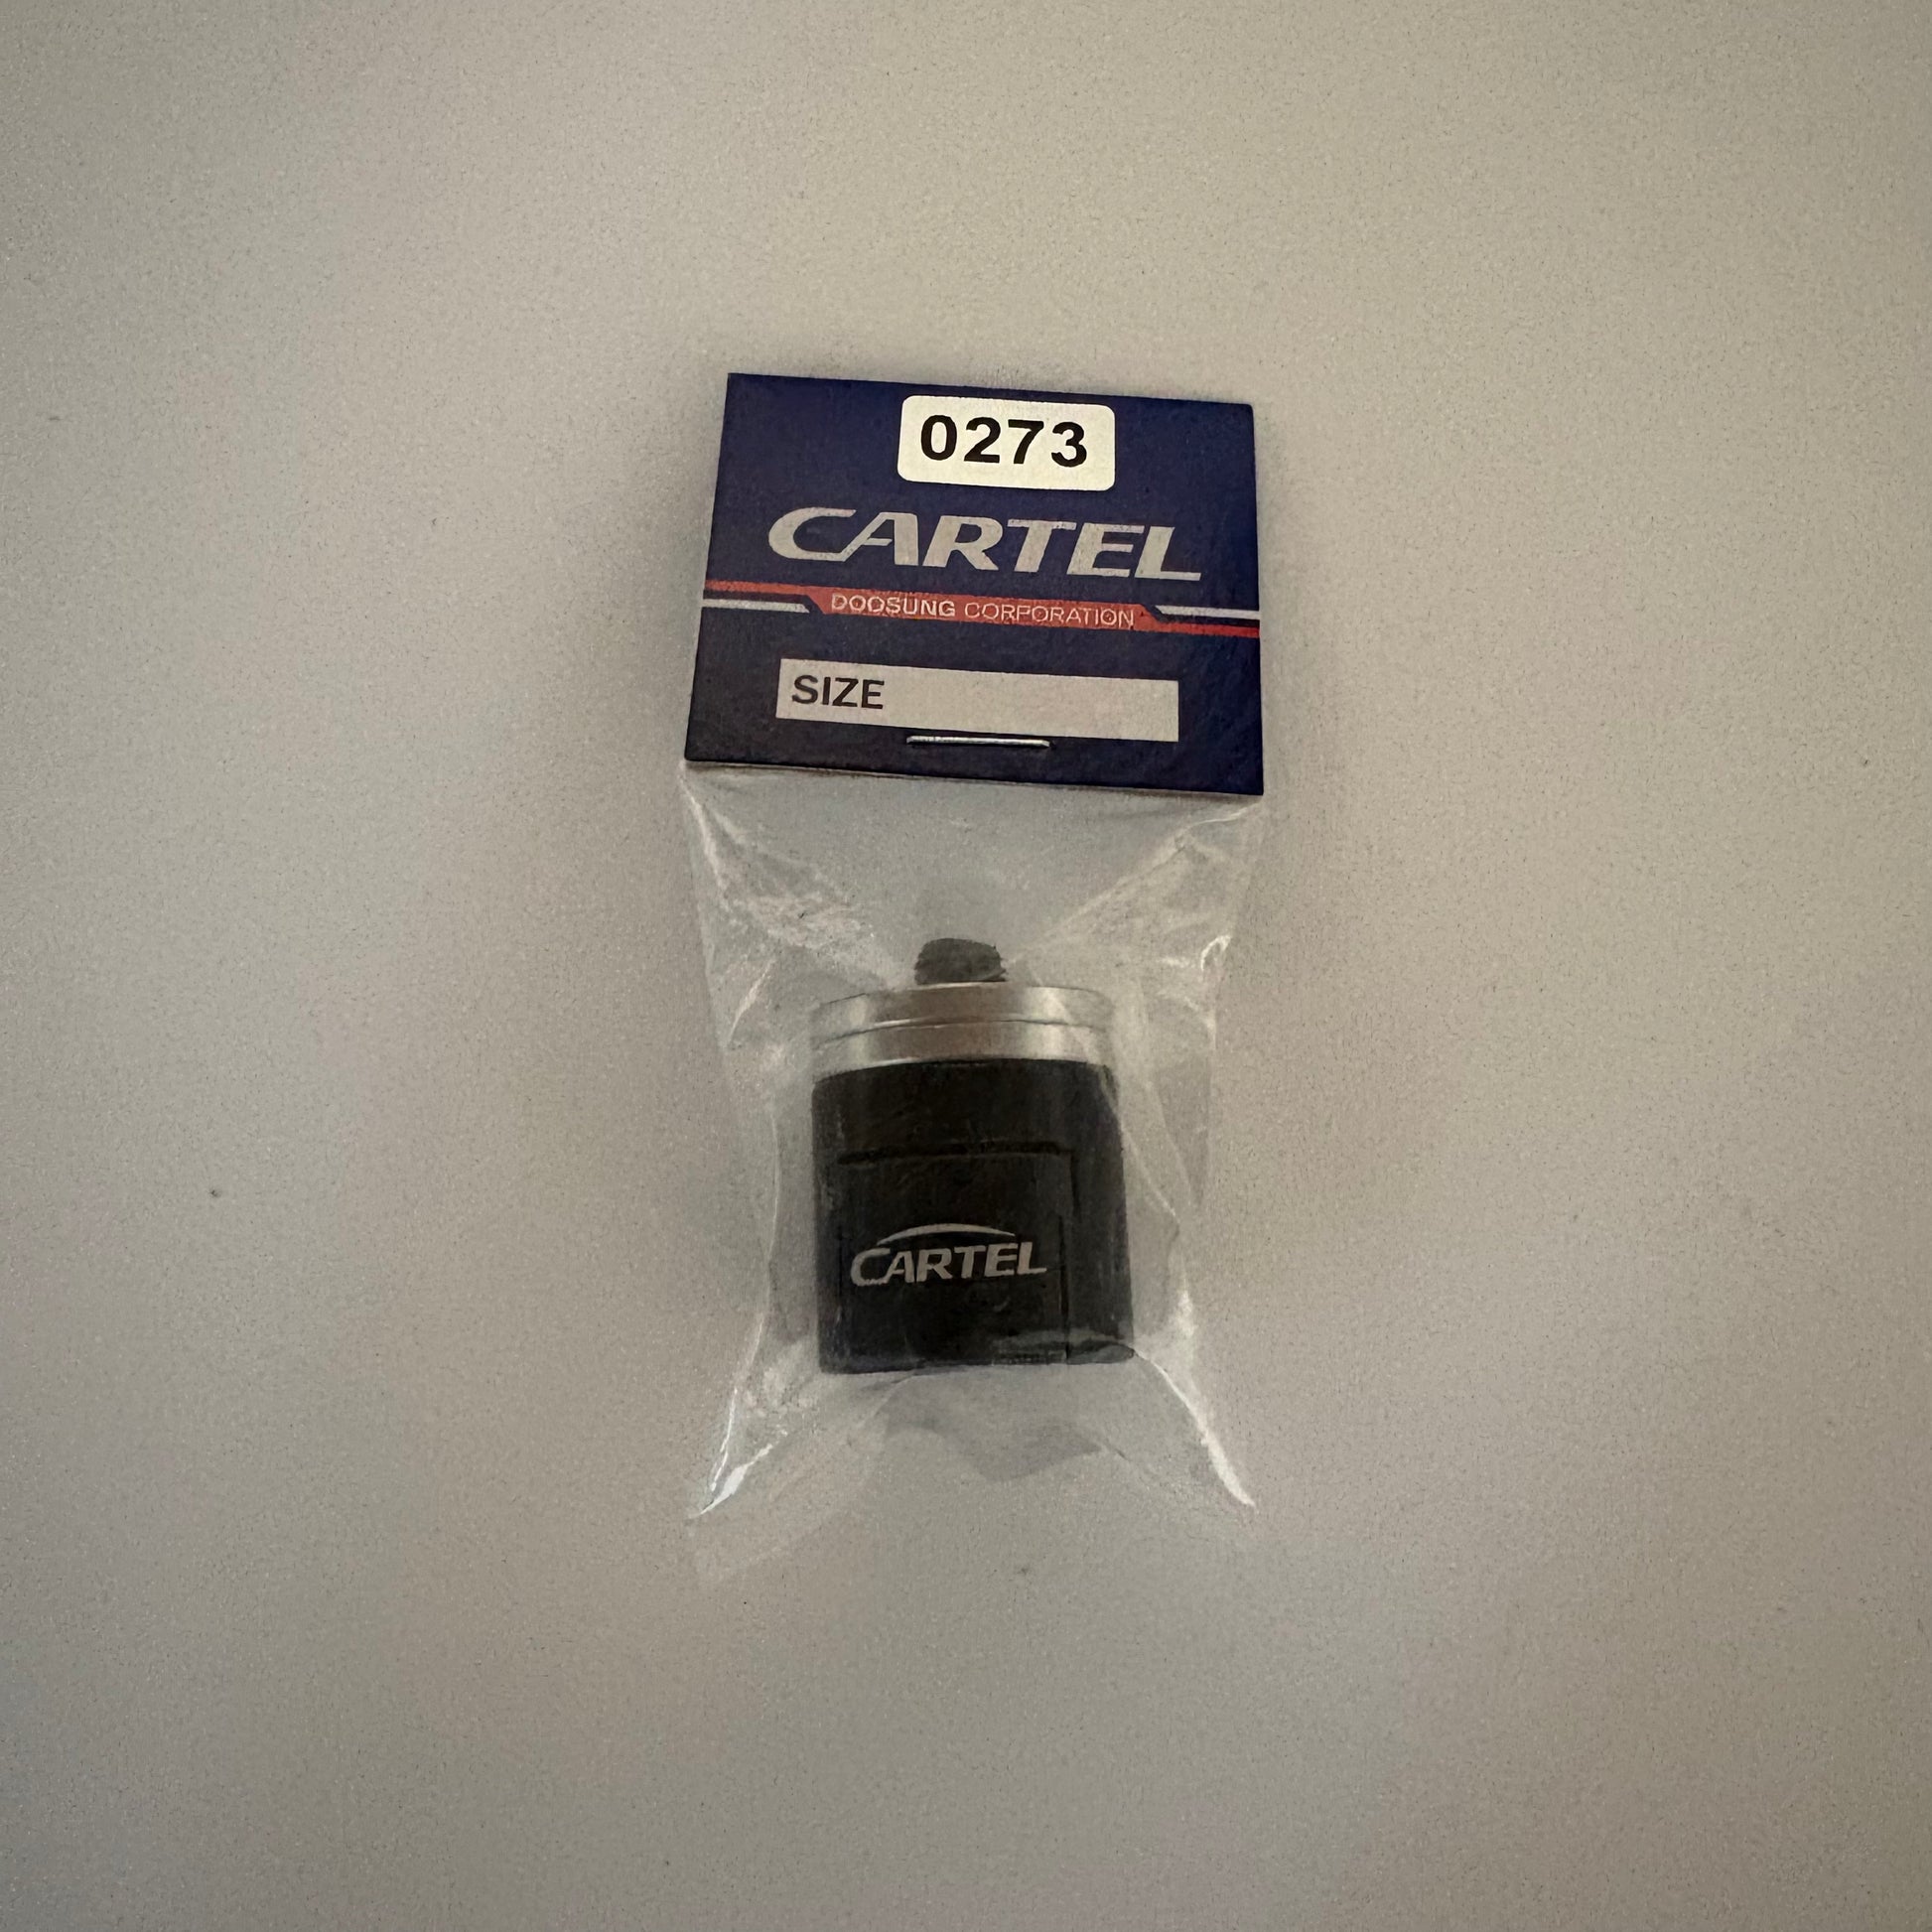 0273
CARTEL
DOOSUNG CORPORATION
SIZE
CARTEL